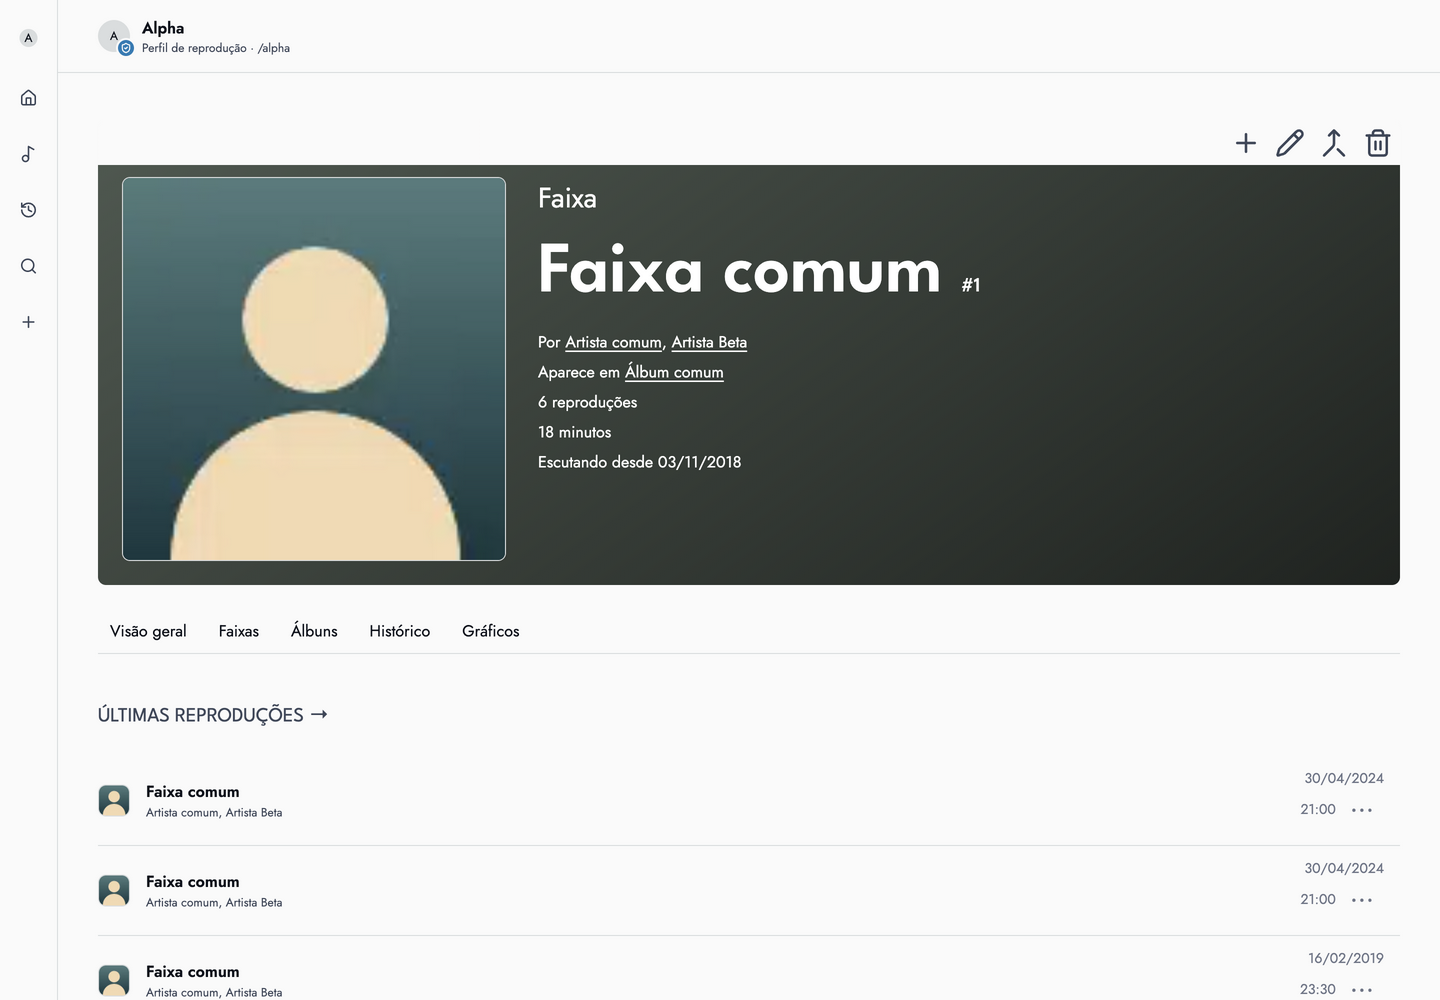 A
A
Alpha
Perfil de reprodução · /alpha
Faixa
Faixa comum #1
Por Artista comum, Artista Beta
Aparece em Álbum comum
6 reproduções
18 minutos
Escutando desde 03/11/2018
Visão geral Faixas Álbuns Histórico Gráficos
ÚLTIMAS REPRODUÇÕES →
Faixa comum
Artista comum, Artista Beta
30/04/2024
21:00
Faixa comum
Artista comum, Artista Beta
30/04/2024
21:00
Faixa comum
Artista comum, Artista Beta
16/02/2019
23:30